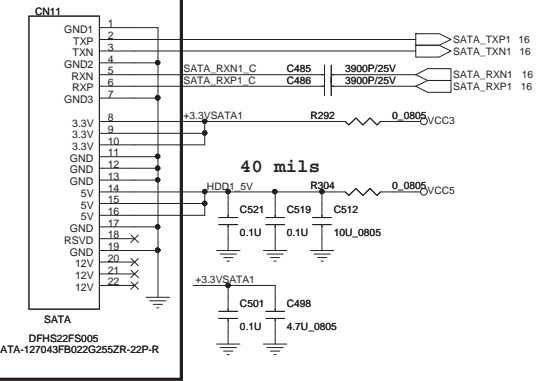 CN11
GND1 1
TXP 2 SATA_TXP1 16
TXN 3 SATA_TXN1 16
GND2 4
RXN 5 SATA_RXN1_C C485 3900P/25V SATA_RXN1 16
RXP 6 SATA_RXP1_C C486 3900P/25V SATA_RXP1 16
GND3 7
3.3V 8 +3.3VSATA1 R292 0_0805 VCC3
3.3V 9
3.3V 10
GND 11
GND 12 40 mils
GND 13
5V 14 HDD1_5V R304 0_0805 VCC5
5V 15
5V 16 C521 C519 C512
GND 17
RSVD 18 0.1U 0.1U 10U_0805
GND 19
12V 20
12V 21
12V 22 +3.3VSATA1
C501 C498
SATA 0.1U 4.7U_0805
DFHS22FS005
ATA-127043FB022G255ZR-22P-R